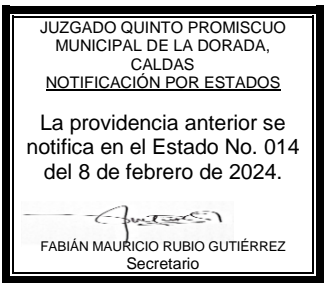 JUZGADO QUINTO PROMISCUO
MUNICIPAL DE LA DORADA,
CALDAS
NOTIFICACIÓN POR ESTADOS
La providencia anterior se
notifica en el Estado No. 014
del 8 de febrero de 2024.
FABIÁN MAURICIO RUBIO GUTIÉRREZ
Secretario